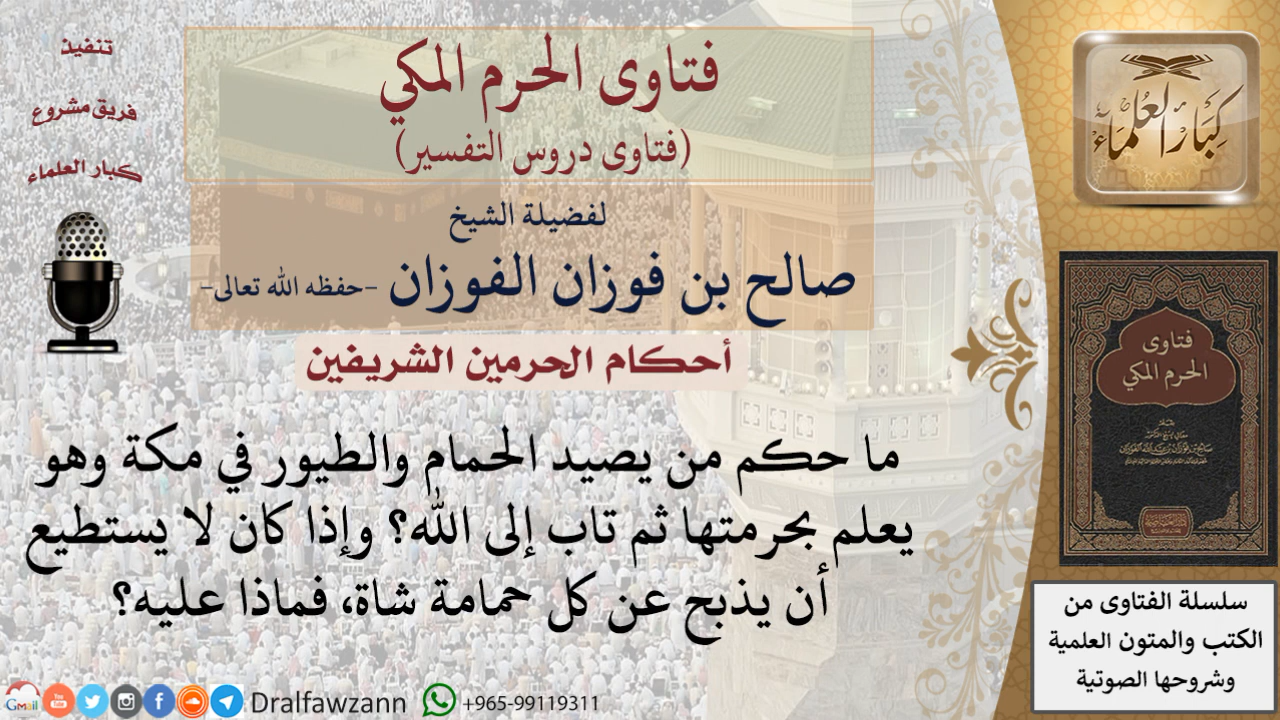 تنفيذ
فريق مشروع
كبار العلماء
فتاوى الحرم المكي
(فتاوى دروس التفسير)
لفضيلة الشيخ
صالح بن فوزان الفوزان -حفظه الله تعالى-
أحكام الحرمين الشريفين
ما حكم من يصيد الحمام والطيور في مكة وهو
يعلم بحرمتها ثم تاب إلى الله؟ وإذا كان لا يستطيع
أن يذبح عن كل حمامة شاة، فماذا عليه؟
كبار العلماء
فتاوى
الحرم المكي
سلسلة الفتاوى من
الكتب والمتون العلمية
وشروحها الصوتية
Gmail
You Tube
Dralfawzann
+965-99119311